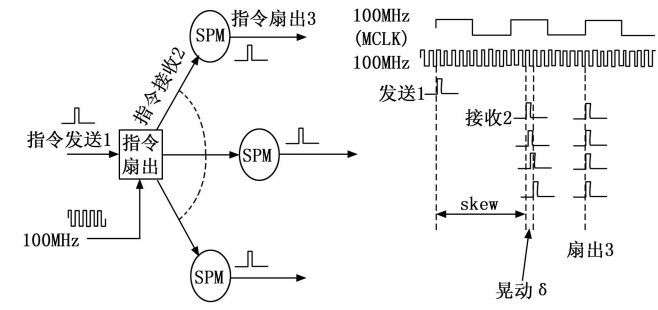 指令扇出3
SPM
指令接收2
指令发送1
指令
扇出
SPM
100MHz
SPM
100MHz
(MCLK)
100MHz
发送1
接收2
skew
扇出3
晃动 δ